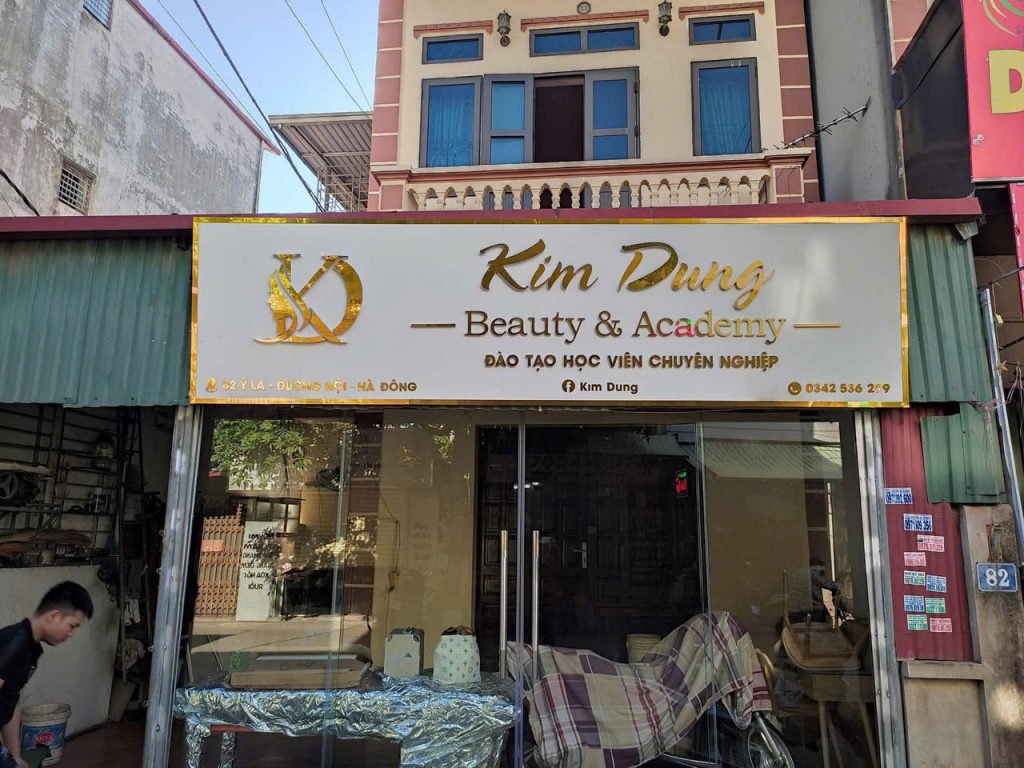 KD
Kim Dung
Beauty & Academy
ĐÀO TẠO HỌC VIÊN CHUYÊN NGHIỆP
82 Ỷ LA - DƯƠNG NỘI - HÀ ĐÔNG
Kim Dung
0342 536 299
D
82